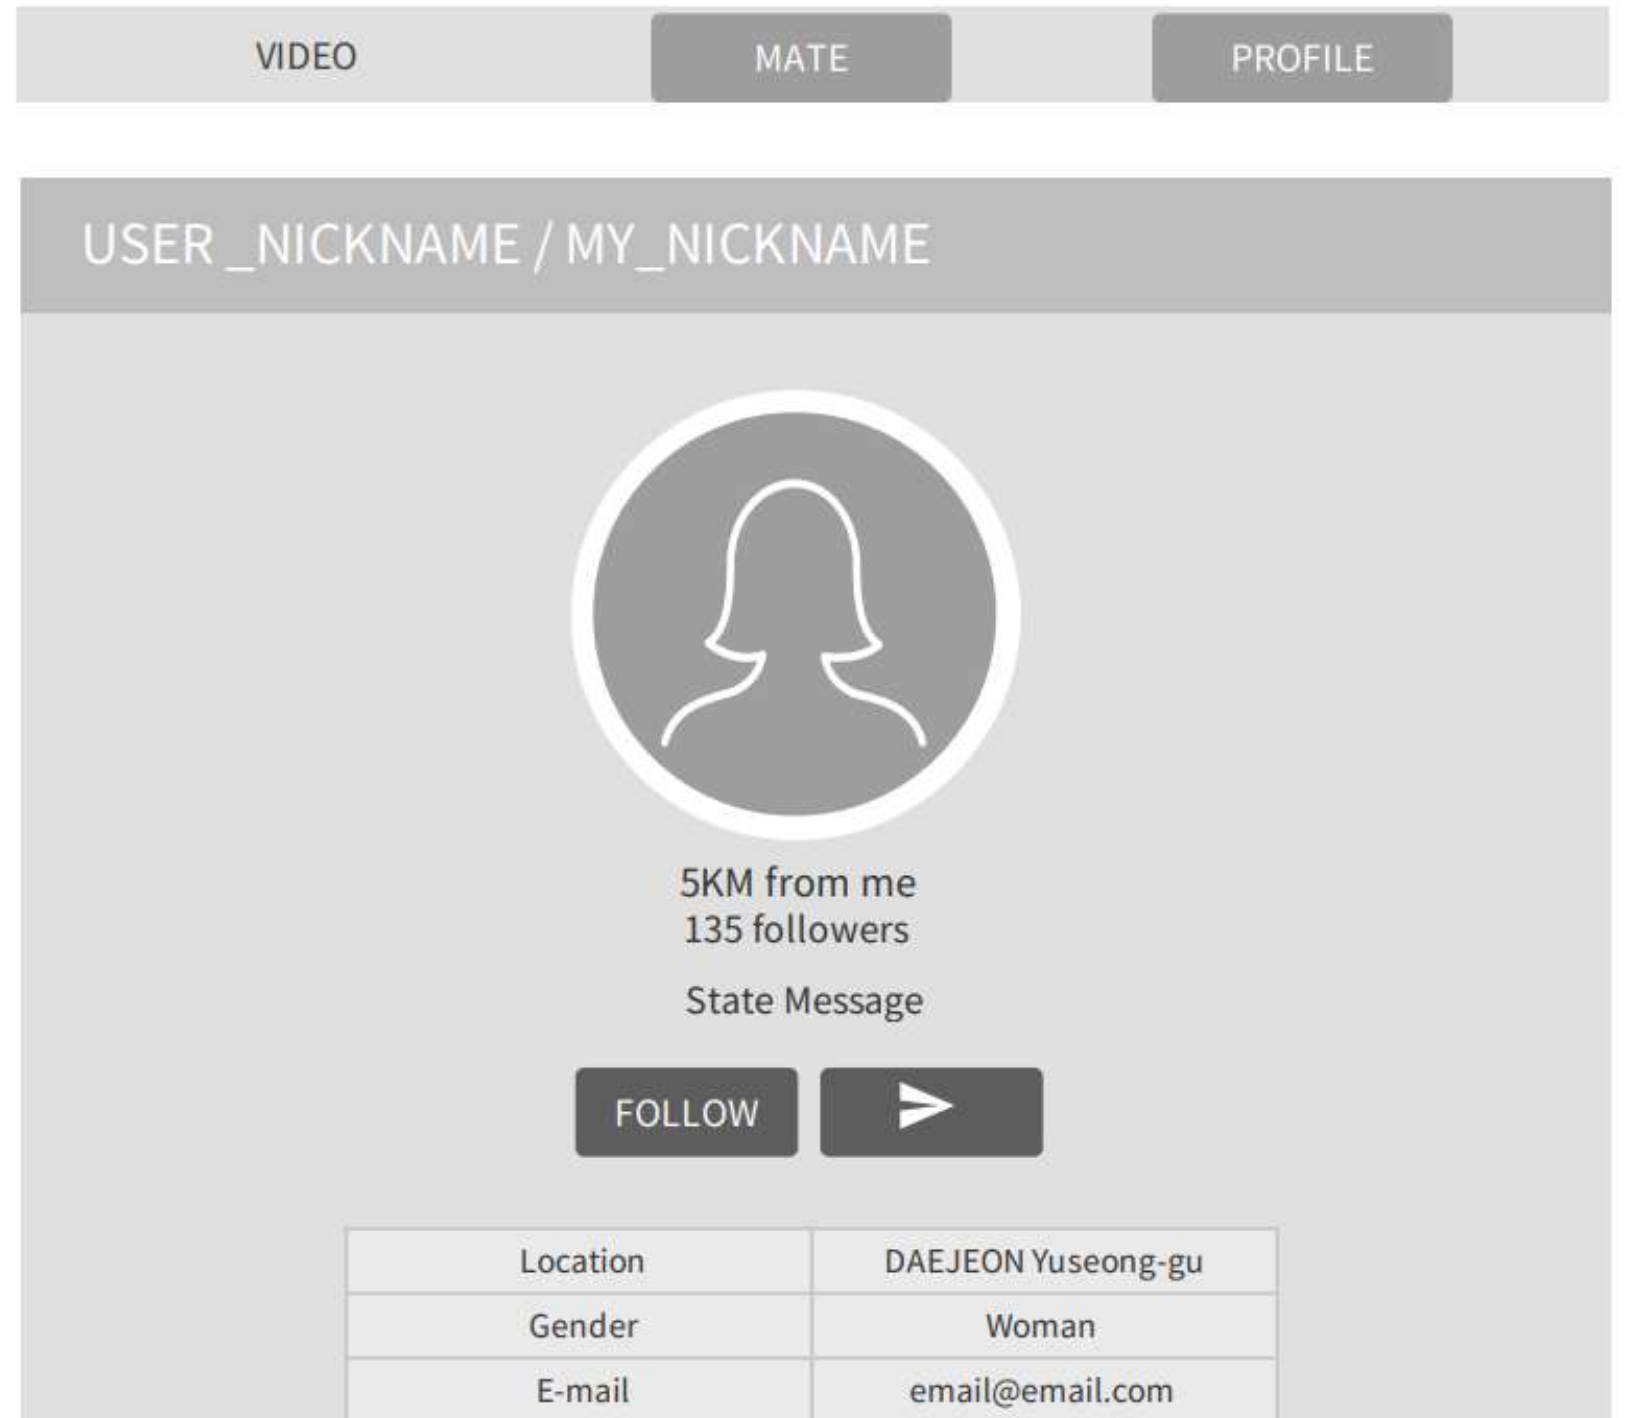 VIDEO MATE PROFILE
USER _NICKNAME / MY_NICKNAME
5KM from me
135 followers
State Message
FOLLOW
Location DAEJEON Yuseong-gu
Gender Woman
E-mail email@email.com